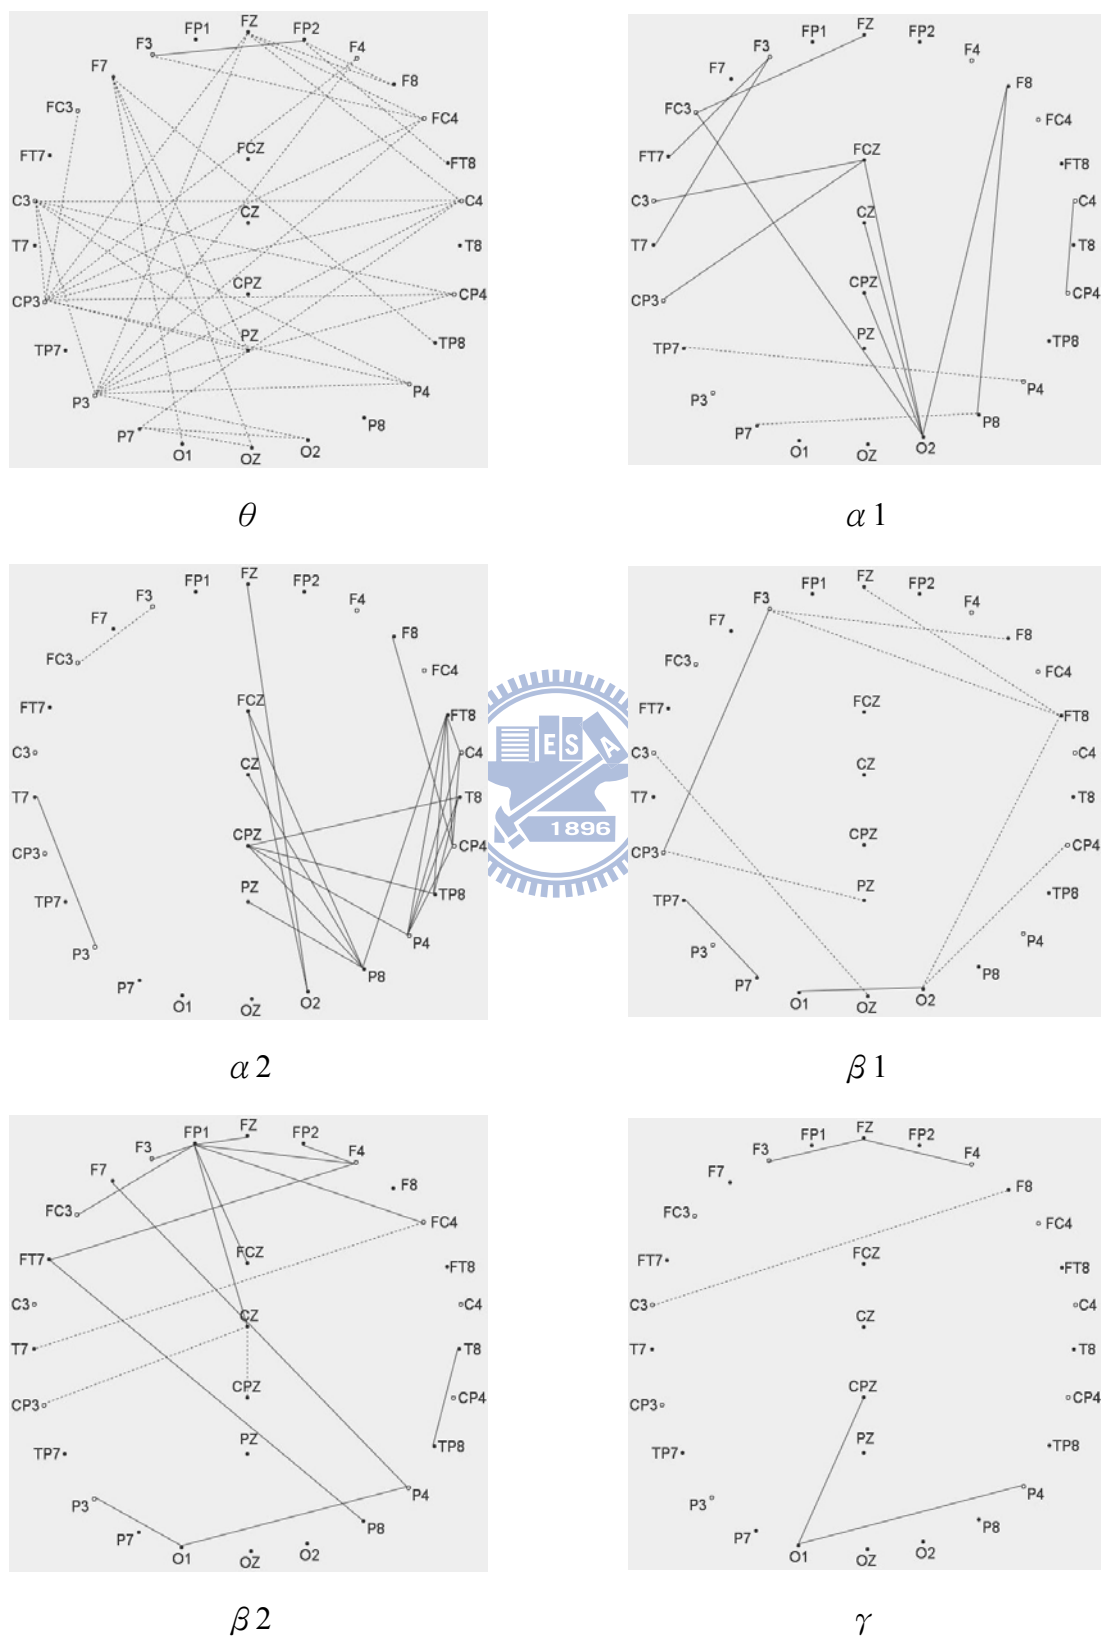 FZ
FP1 FP2
F3 F4
F7 F8
FC3 FC4
FCZ
FT7 FT8
C3 C4
CZ
T7 T8
CPZ
CP3 CP4
PZ
TP7 TP8
P3 P4
P7 P8
O1 OZ O2
θ
FZ
FP1 FP2
F3 F4
F7 F8
FC3 FC4
FCZ
FT7 FT8
C3 C4
CZ
T7 T8
CPZ
CP3 CP4
PZ
TP7 TP8
P3 P4
P7 P8
O1 OZ O2
α1
FZ
FP1 FP2
F3 F4
F7 F8
FC3 FC4
FCZ
FT7 FT8
C3 C4
CZ
T7 T8
CPZ
CP3 CP4
PZ
TP7 TP8
P3 P4
P7 P8
O1 OZ O2
α2
FZ
FP1 FP2
F3 F4
F7 F8
FC3 FC4
FCZ
FT7 FT8
C3 C4
CZ
T7 T8
CPZ
CP3 CP4
PZ
TP7 TP8
P3 P4
P7 P8
O1 OZ O2
β1
E S A
1896
FZ
FP1 FP2
F3 F4
F7 F8
FC3 FC4
FCZ
FT7 FT8
C3 C4
CZ
T7 T8
CPZ
CP3 CP4
PZ
TP7 TP8
P3 P4
P7 P8
O1 OZ O2
β2
FZ
FP1 FP2
F3 F4
F7 F8
FC3 FC4
FCZ
FT7 FT8
C3 C4
CZ
T7 T8
CPZ
CP3 CP4
PZ
TP7 TP8
P3 P4
P7 P8
O1 OZ O2
γ